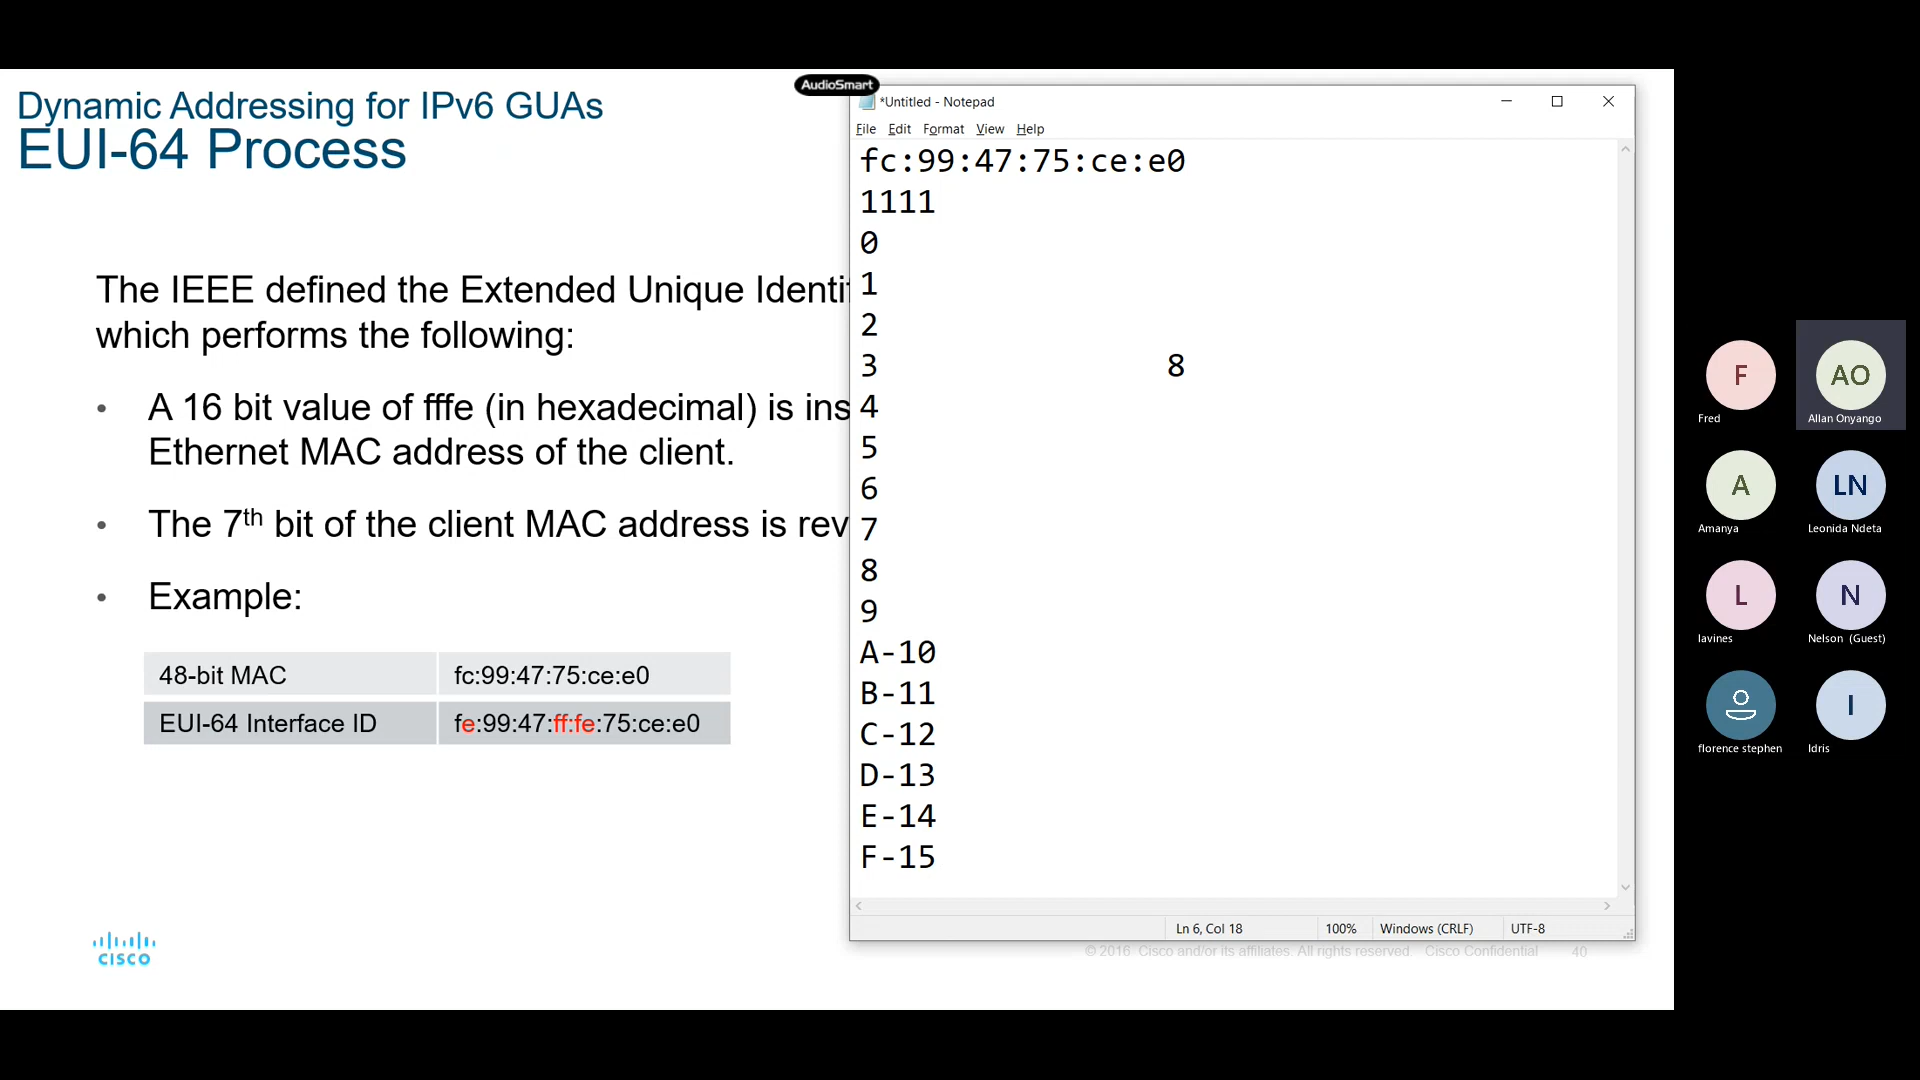 Dynamic Addressing for IPv6 GUAs
EUI-64 Process
The IEEE defined the Extended Unique
which performs the following:
• A 16 bit value of fffe (in hexadecimal) is
Ethernet MAC address of the client.
• The 7th bit of the client MAC address is
• Example:
48-bit MAC fc:99:47:75:ce:e0
EUI-64 Interface ID fe:99:47:ff:fe:75:ce:e0
CISCO
© 2016 Cisco and/or its affiliates. All rights reserved. Cisco Confidential 40
AudioSmart
*Untitled - Notepad
File Edit Format View Help
fc:99:47:75:ce:e0
1111
0
1
2
3 8
4
5
6
7
8
9
A-10
B-11
C-12
D-13
E-14
F-15
Ln 6, Col 18 100% Windows (CRLF) UTF-8
F AO
Fred Allan Onyango
A LN
Amanya Leonida Ndeta
L N
lavines Nelson (Guest)
I
florence stephen Idris